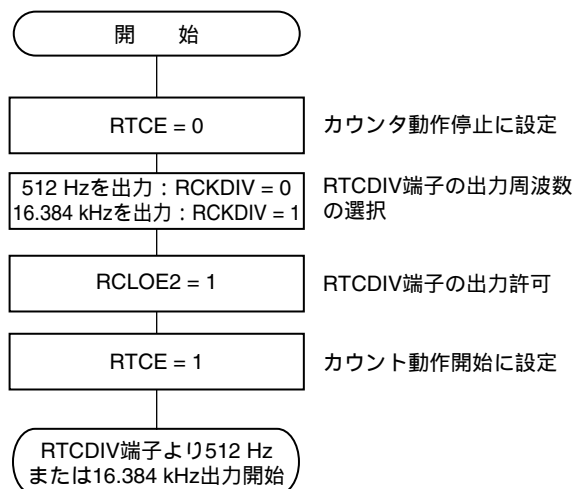 開　　始
RTCE = 0
カウンタ動作停止に設定
512 Hzを出力：RCKDIV = 0
16.384 kHzを出力：RCKDIV = 1
RTCDIV端子の出力周波数
の選択
RCLOE2 = 1
RTCDIV端子の出力許可
RTCE = 1
カウント動作開始に設定
RTCDIV端子より512 Hz
または16.384 kHz出力開始